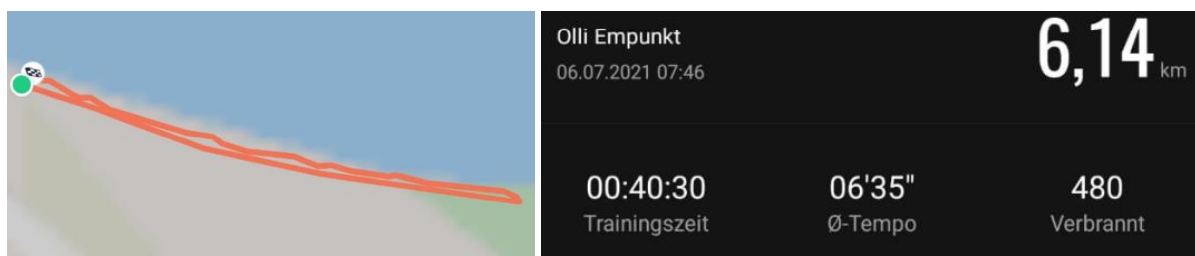 Olli Empunkt
06.07.2021 07:46
6,14 km
00:40:30 06'35" 480
Trainingszeit Ø-Tempo Verbrannt